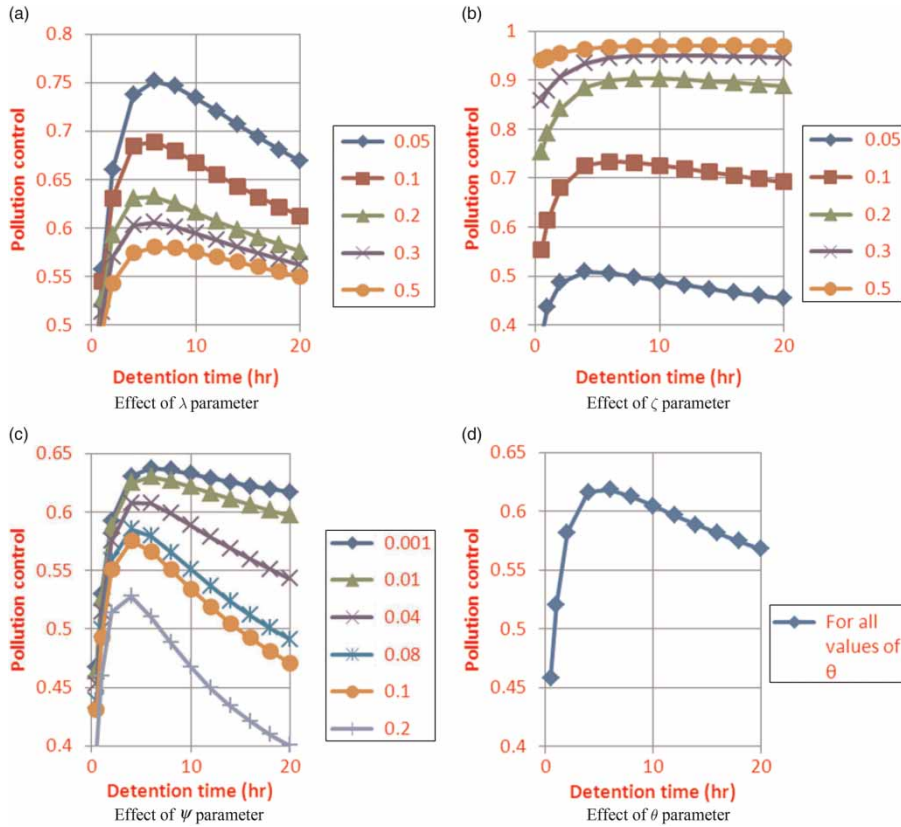 (a)
Pollution control
0.8
0.75
0.7
0.65
0.6
0.55
0.5
0 10 20
Detention time (hr)
0.05
0.1
0.2
0.3
0.5
Effect of λ parameter
(b)
Pollution control
1
0.9
0.8
0.7
0.6
0.5
0.4
0 10 20
Detention time (hr)
0.05
0.1
0.2
0.3
0.5
Effect of ζ parameter
(c)
Pollution control
0.65
0.6
0.55
0.5
0.45
0.4
0 10 20
Detention time (hr)
0.001
0.01
0.04
0.08
0.1
0.2
Effect of ψ parameter
(d)
Pollution control
0.65
0.6
0.55
0.5
0.45
0.4
0 10 20
Detention time (hr)
For all
values of
θ
Effect of θ parameter